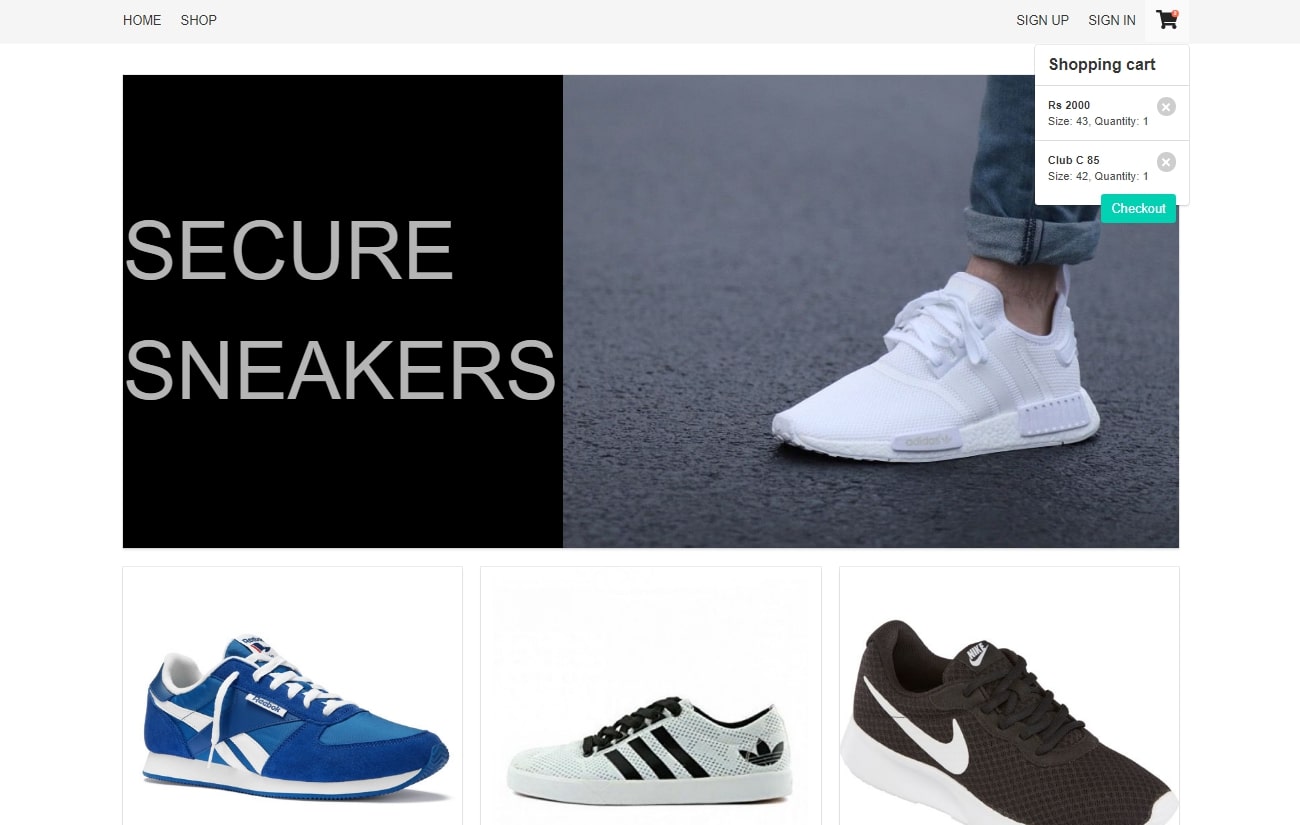 HOME SHOP SIGN UP SIGN IN
Shopping cart
Rs 2000
Size: 43, Quantity: 1
Club C 85
Size: 42, Quantity: 1
Checkout
SECURE
SNEAKERS
adidas
Reebok
Reebok
NIKE